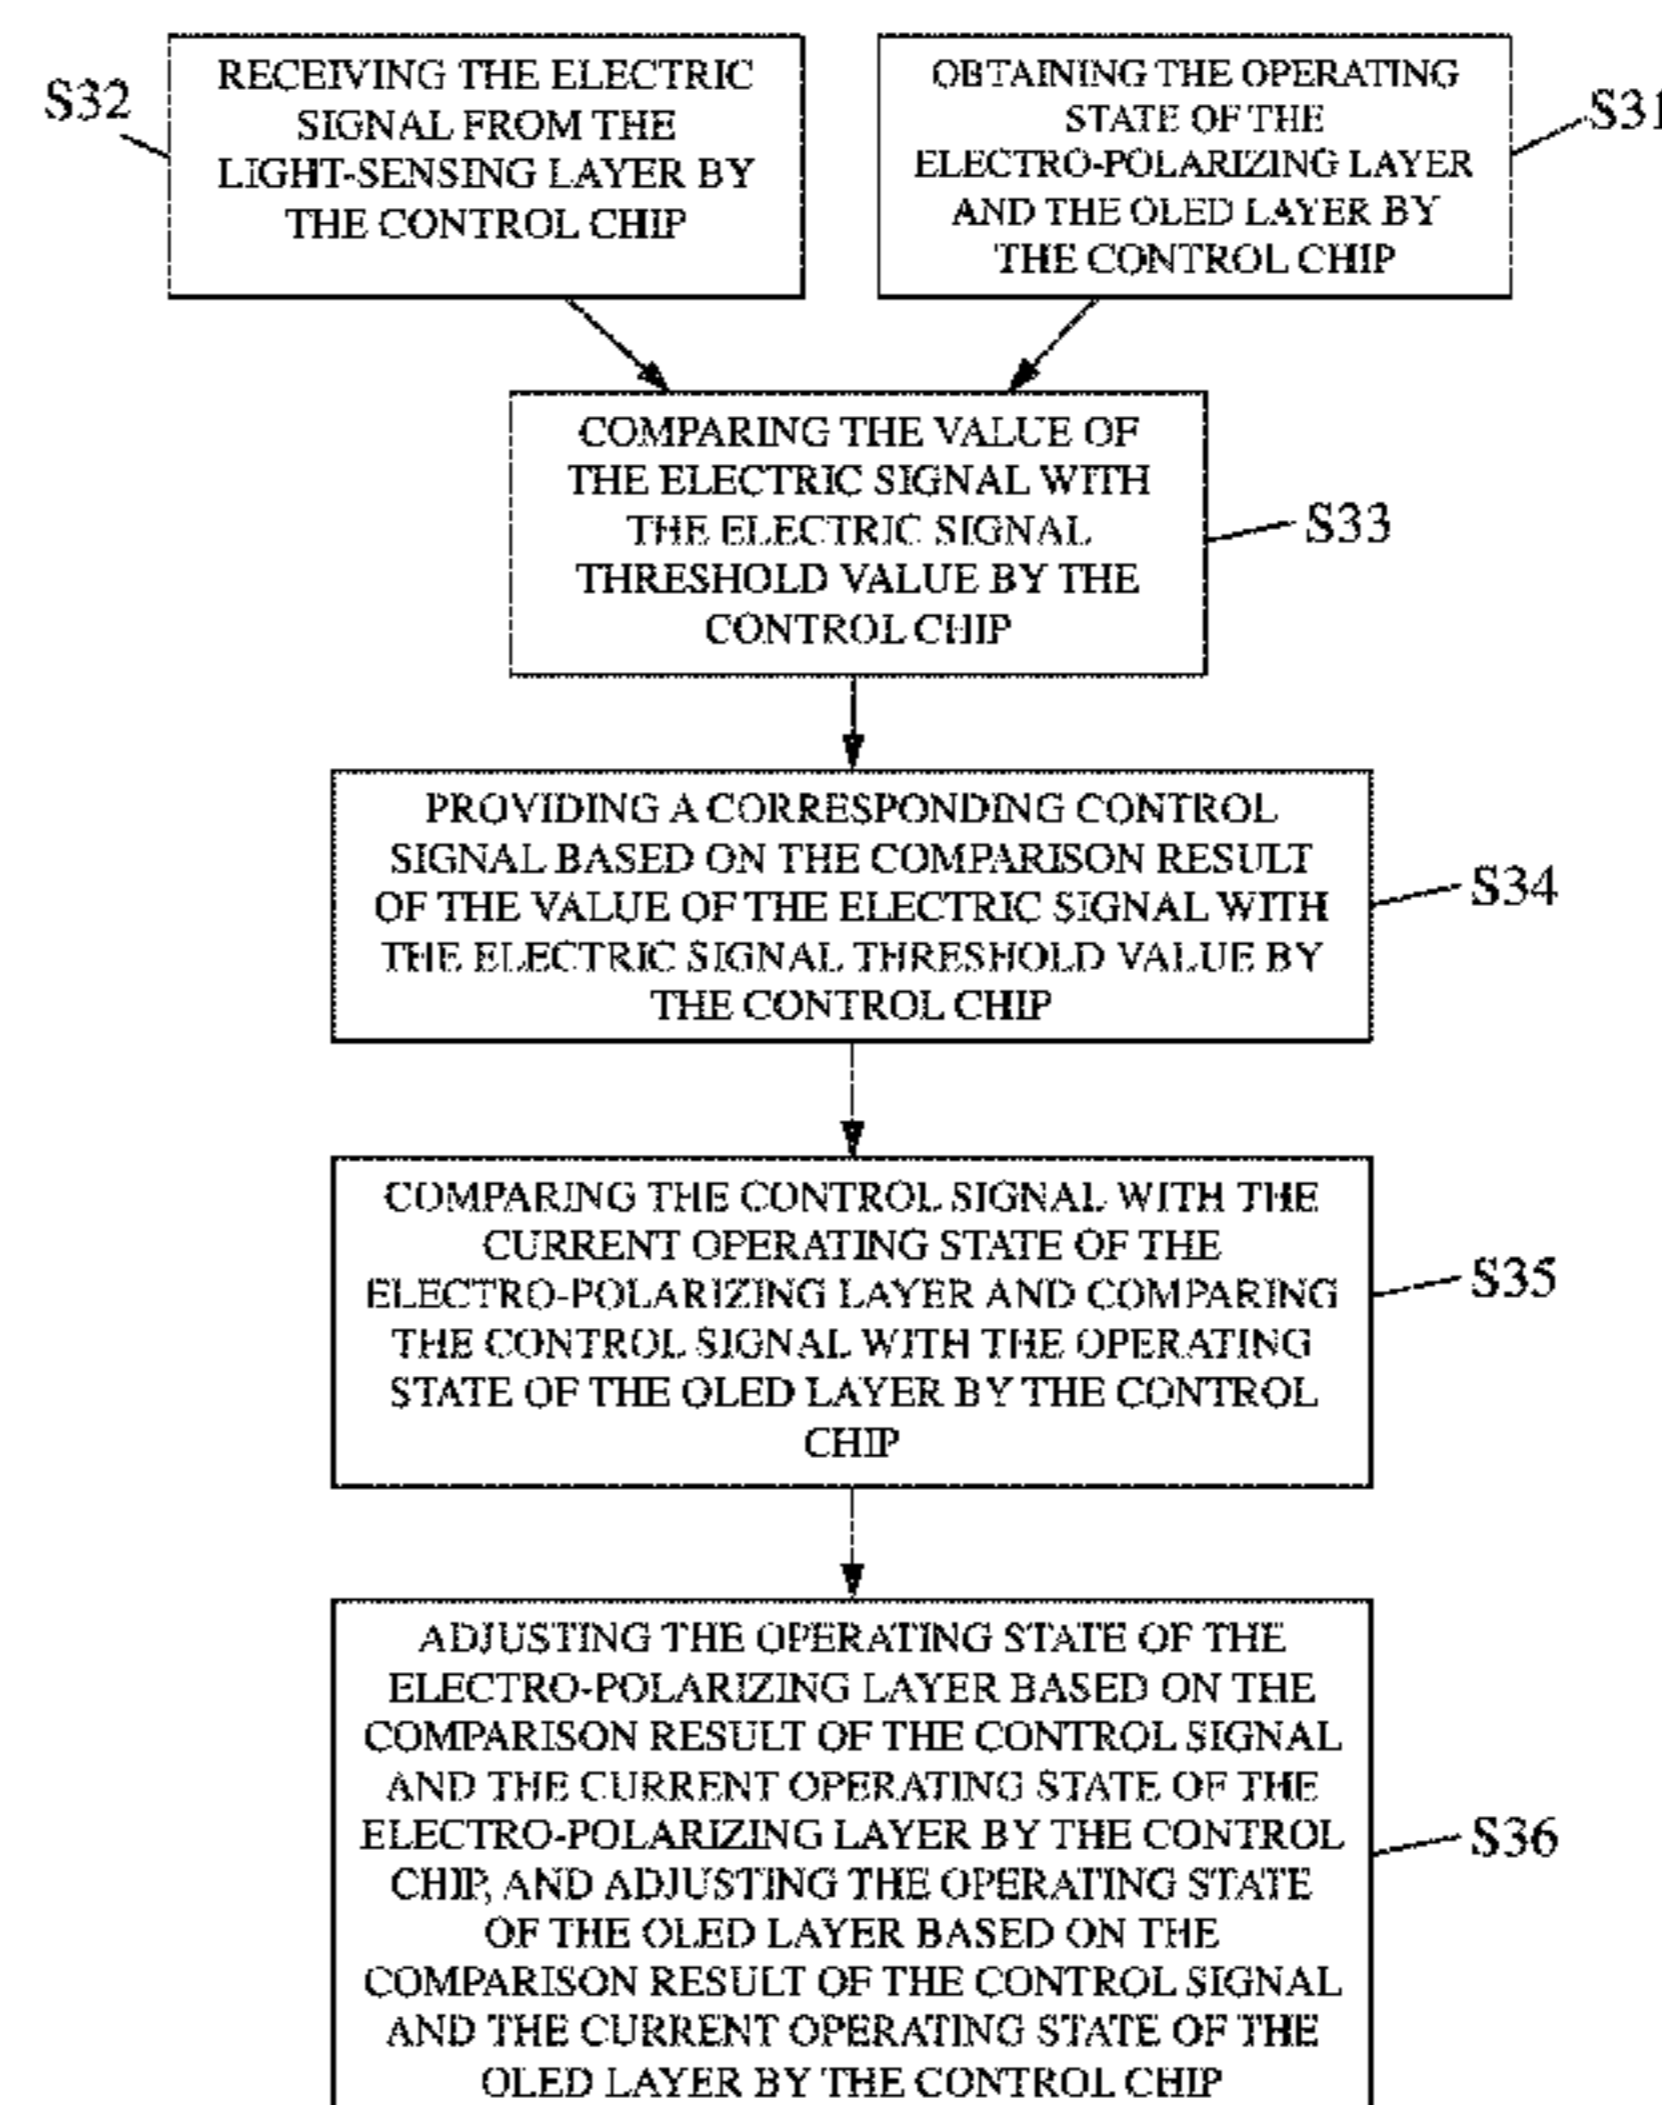 S32
RECEIVING THE ELECTRIC
SIGNAL FROM THE
LIGHT-SENSING LAYER BY
THE CONTROL CHIP
OBTAINING THE OPERATING
STATE OF THE
ELECTRO-POLARIZING LAYER
AND THE OLED LAYER BY
THE CONTROL CHIP
S31
COMPARING THE VALUE OF
THE ELECTRIC SIGNAL WITH
THE ELECTRIC SIGNAL
THRESHOLD VALUE BY THE
CONTROL CHIP
S33
PROVIDING A CORRESPONDING CONTROL
SIGNAL BASED ON THE COMPARISON RESULT
OF THE VALUE OF THE ELECTRIC SIGNAL WITH
THE ELECTRIC SIGNAL THRESHOLD VALUE BY
THE CONTROL CHIP
S34
COMPARING THE CONTROL SIGNAL WITH THE
CURRENT OPERATING STATE OF THE
ELECTRO-POLARIZING LAYER AND COMPARING
THE CONTROL SIGNAL WITH THE OPERATING
STATE OF THE OLED LAYER BY THE CONTROL
CHIP
S35
ADJUSTING THE OPERATING STATE OF THE
ELECTRO-POLARIZING LAYER BASED ON THE
COMPARISON RESULT OF THE CONTROL SIGNAL
AND THE CURRENT OPERATING STATE OF THE
ELECTRO-POLARIZING LAYER BY THE CONTROL
CHIP, AND ADJUSTING THE OPERATING STATE
OF THE OLED LAYER BASED ON THE
COMPARISON RESULT OF THE CONTROL SIGNAL
AND THE CURRENT OPERATING STATE OF THE
OLED LAYER BY THE CONTROL CHIP
S36